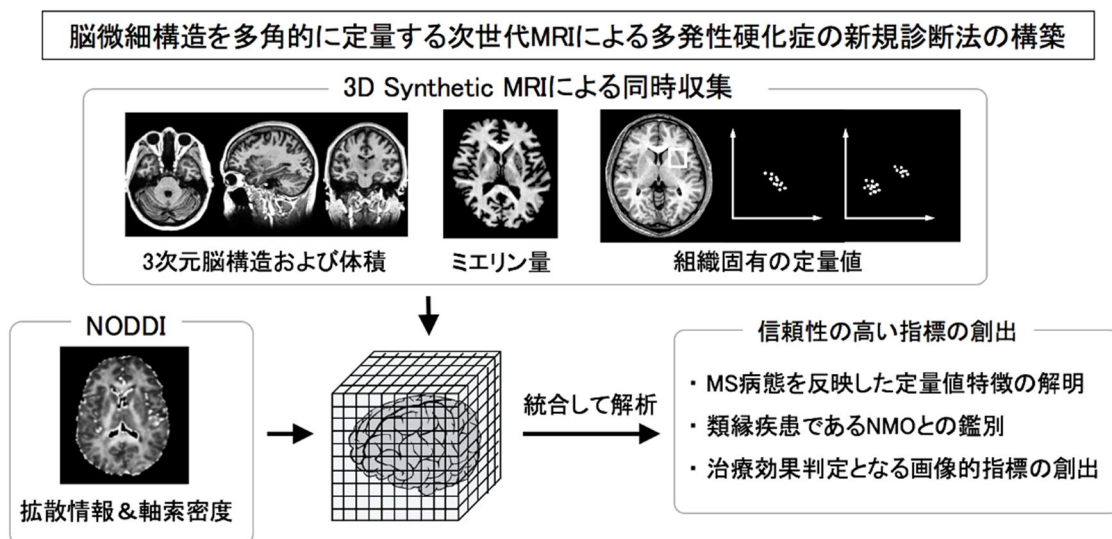 脳微細構造を多角的に定量する次世代MRIによる多発性硬化症の新規診断法の構築
3D Synthetic MRIによる同時収集
3次元脳構造および体積
ミエリン量
組織固有の定量値
NODDI
拡散情報＆軸索密度
統合して解析
信頼性の高い指標の創出
・MS病態を反映した定量値特徴の解明
・類縁疾患であるNMOとの鑑別
・治療効果判定となる画像的指標の創出